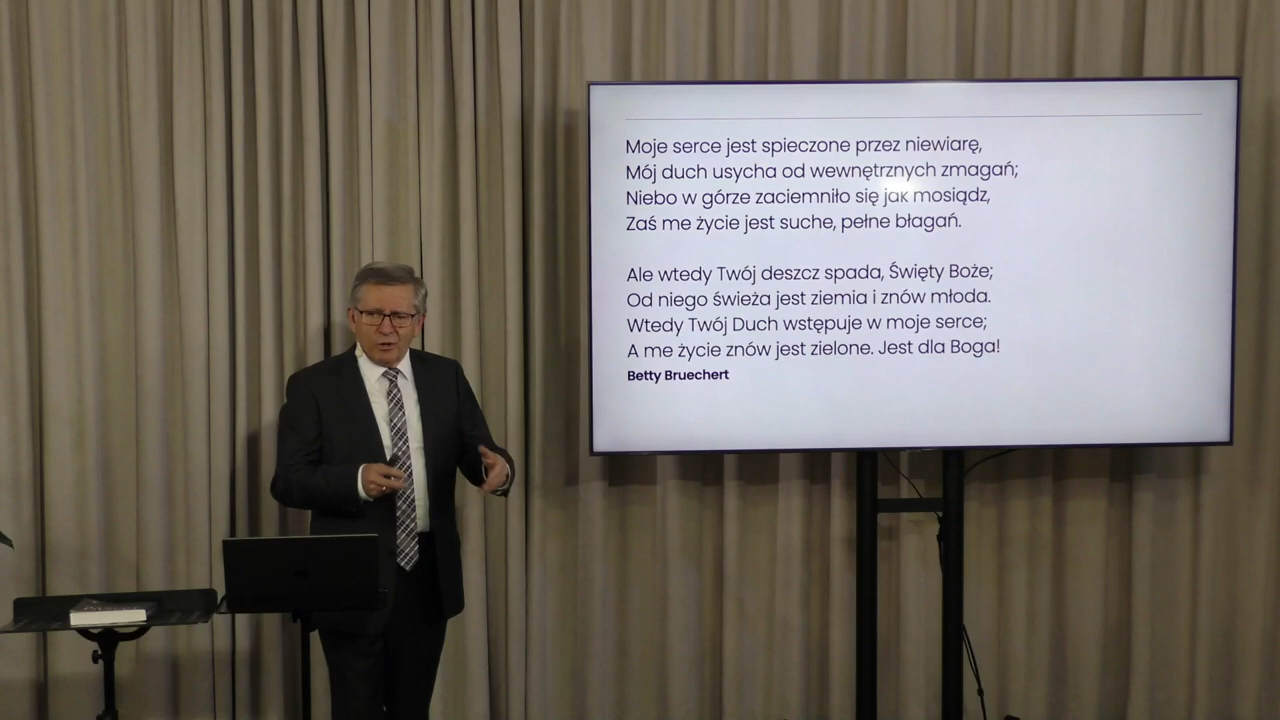 Moje serce jest spieczone przez niewiarę,
Mój duch usycha od wewnętrznych zmagań;
Niebo w górze zaciemniło się jak mosiądz,
Zaś me życie jest suche, pełne błagań.
Ale wtedy Twój deszcz spada, Święty Boże;
Od niego świeża jest ziemia i znów młoda.
Wtedy Twój Duch wstępuje w moje serce;
A me życie znów jest zielone. Jest dla Boga!
Betty Bruechert